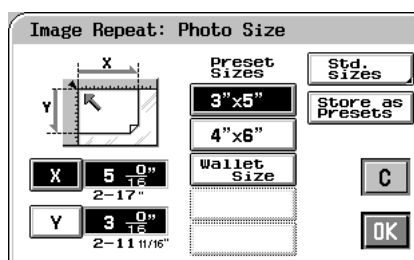 Image Repeat: Photo Size
X
Y
Preset
Sizes
3"x5"
4"x6"
Wallet
Size
Std.
sizes
Store as
Presets
X 5 0/16"
2-17"
Y 3 0/16"
2-11 11/16"
C
OK